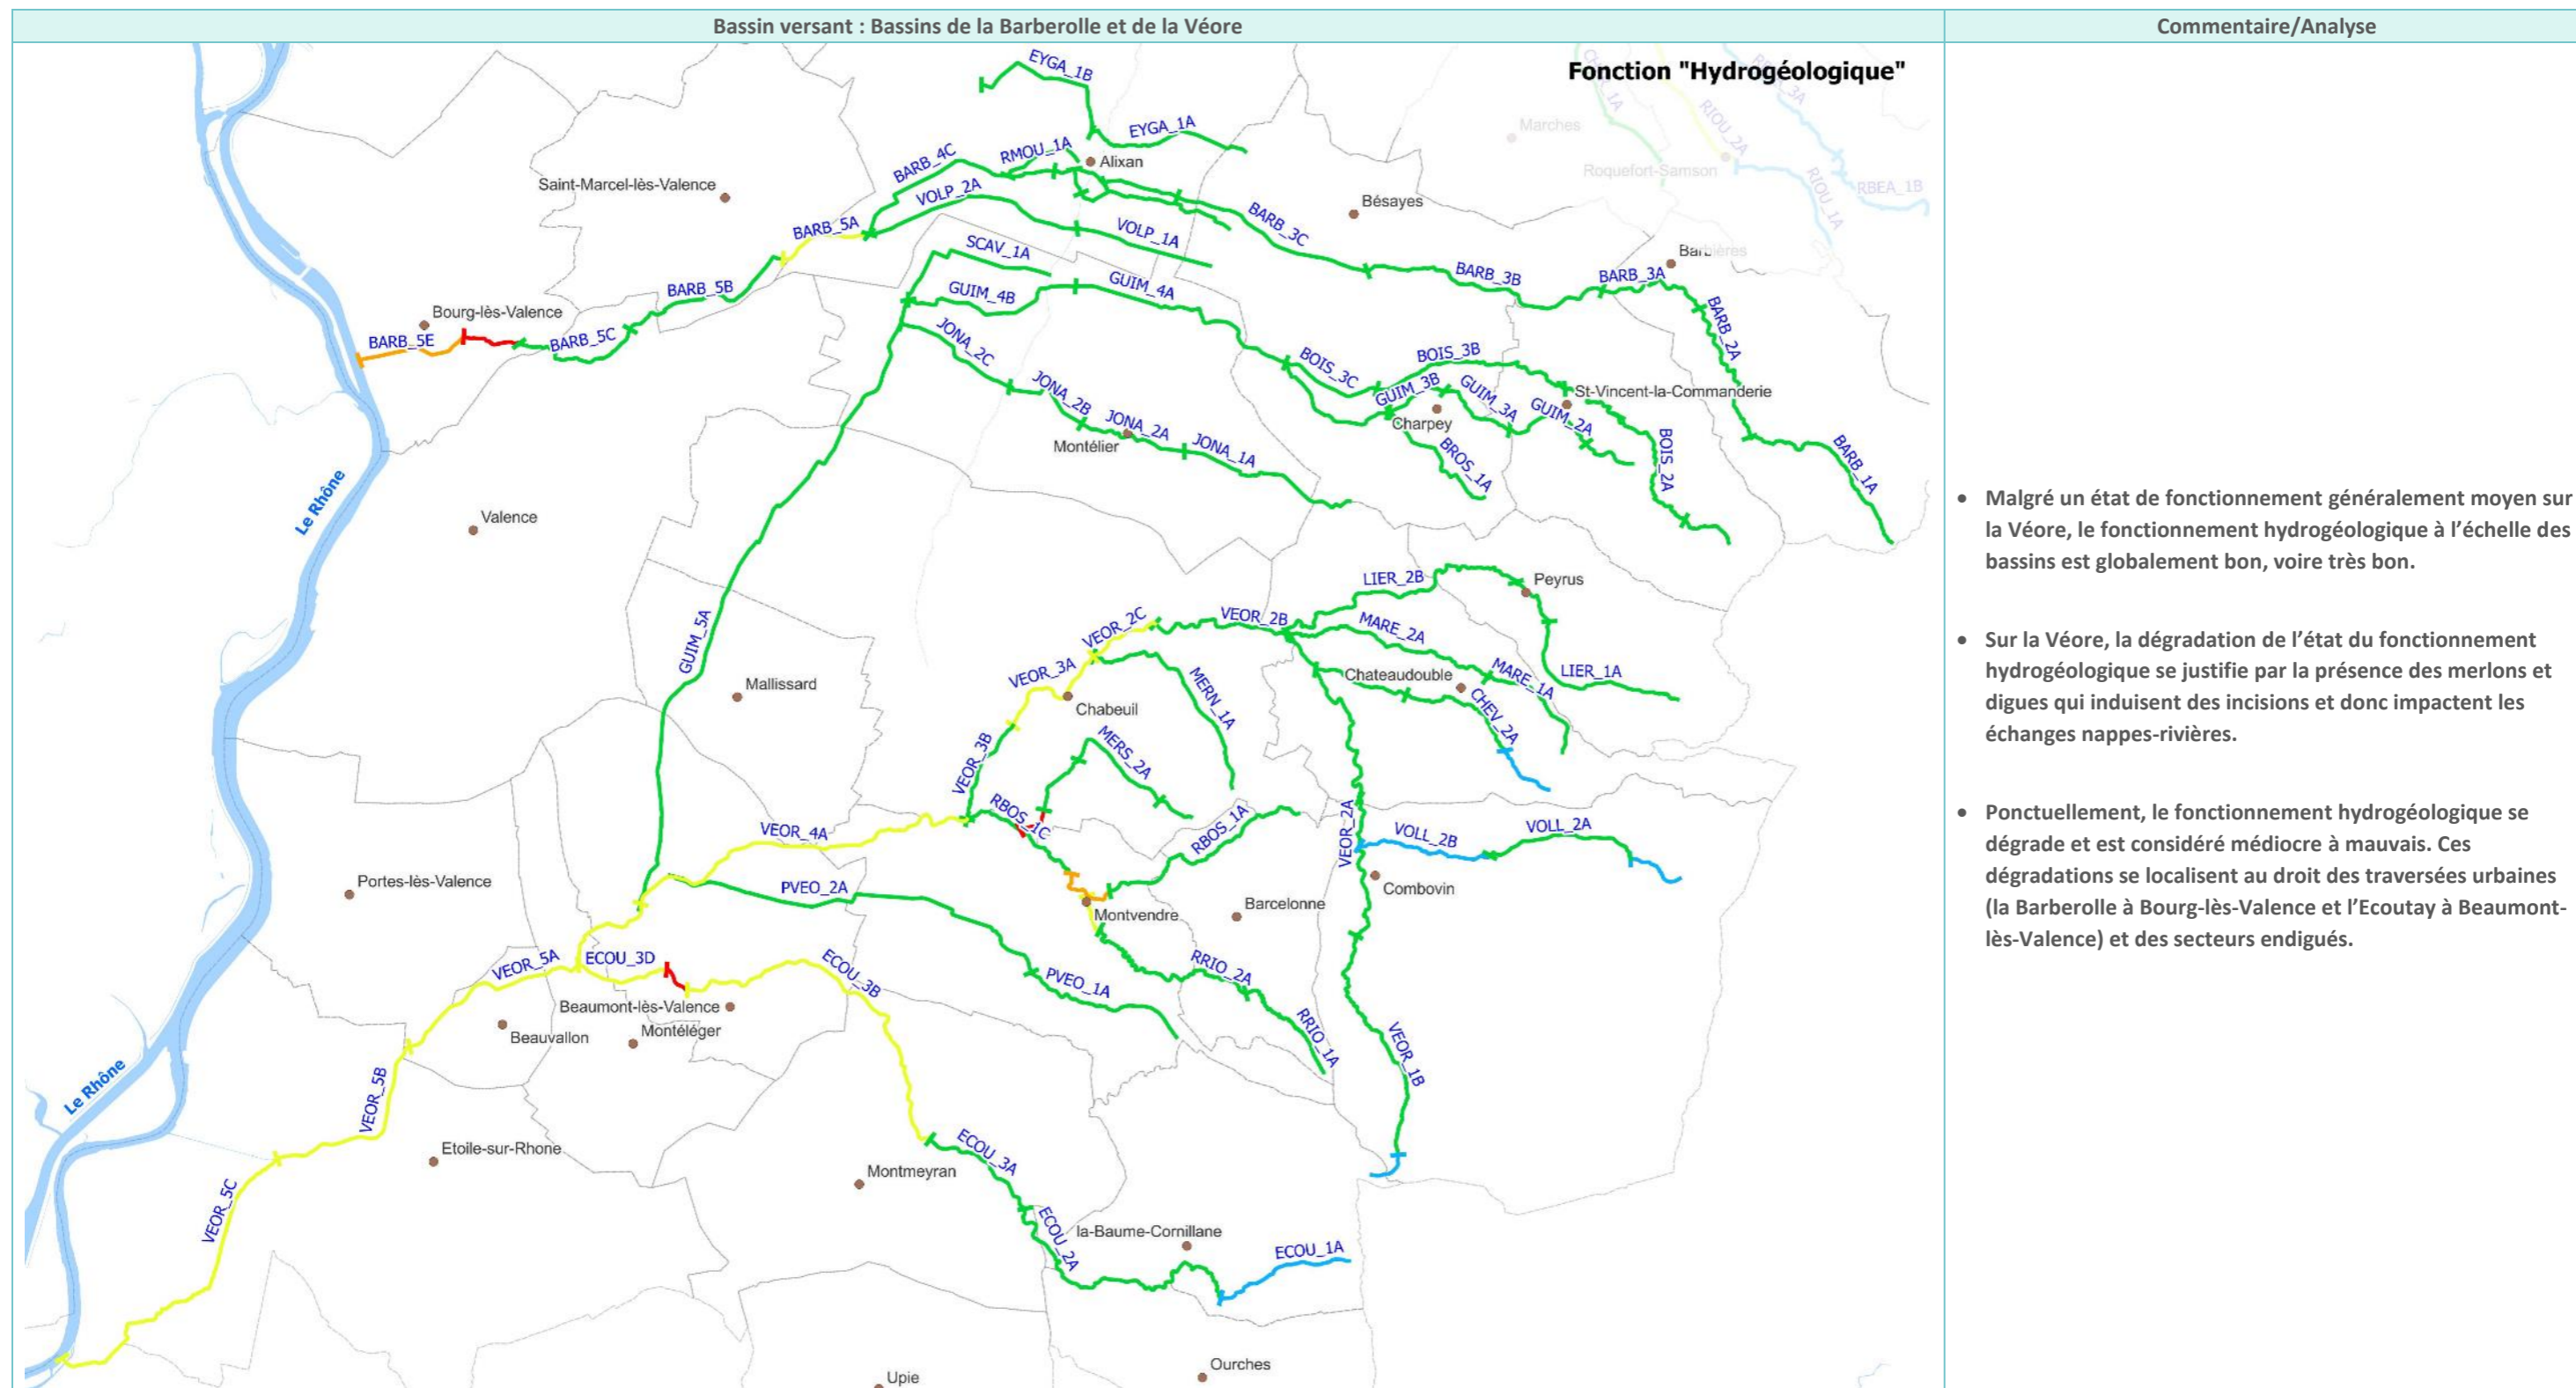 Bassin versant : Bassins de la Barberolle et de la Véore
Commentaire/Analyse
Fonction "Hydrogéologique"
EYGA_1B
EYGA_1A
BARB_4C
RMOU_1A
Alixan
Marches
RIOU_2A
Roquefort-Samson
RIOU_1A
RBEA_1B
Saint-Marcel-lès-Valence
VOLP_2A
Bésayes
BARB_5A
BARB_3C
VOLP_1A
SCAV_1A
Barbières
BARB_5B
GUIM_4B
GUIM_4A
BARB_3B
BARB_3A
BARB_2A
Bourg-lès-Valence
BARB_5E
BARB_5C
JONA_2C
BOIS_3C
BOIS_3B
JONA_2B
GUIM_3B
GUIM_3A
St-Vincent-la-Commanderie
GUIM_2A
JONA_2A
Montélier
JONA_1A
Charpey
BROS_1A
BOIS_2A
BARB_1A
Le Rhône
Valence
LIER_2B
Peyrus
GUIM_5A
VEOR_2C
VEOR_2B
MARE_2A
Mallissard
VEOR_3A
Chabeuil
MERN_1A
Chateaudouble
MARE_1A
LIER_1A
CHEV_2A
VEOR_3B
MERS_2A
RBOS_1C
RBOS_1A
VEOR_4A
VEOR_2A
VOLL_2B
VOLL_2A
Portes-lès-Valence
PVEO_2A
Combovin
Montvendre
Barcelonne
VEOR_5A
ECOU_3D
ECOU_3B
RRIO_2A
PVEO_1A
Beaumont-lès-Valence
Beauvallon
Montéléger
RRIO_1A
VEOR_1B
Le Rhône
VEOR_5B
Etoile-sur-Rhone
ECOU_3A
Montmeyran
VEOR_5C
ECOU_2A
la-Baume-Cornillane
ECOU_1A
Ourches
Upie
• Malgré un état de fonctionnement généralement moyen sur
la Véore, le fonctionnement hydrogéologique à l’échelle des
bassins est globalement bon, voire très bon.
• Sur la Véore, la dégradation de l’état du fonctionnement
hydrogéologique se justifie par la présence des merlons et
digues qui induisent des incisions et donc impactent les
échanges nappes-rivières.
• Ponctuellement, le fonctionnement hydrogéologique se
dégrade et est considéré médiocre à mauvais. Ces
dégradations se localisent au droit des traversées urbaines
(la Barberolle à Bourg-lès-Valence et l’Ecoutay à Beaumont-
lès-Valence) et des secteurs endigués.